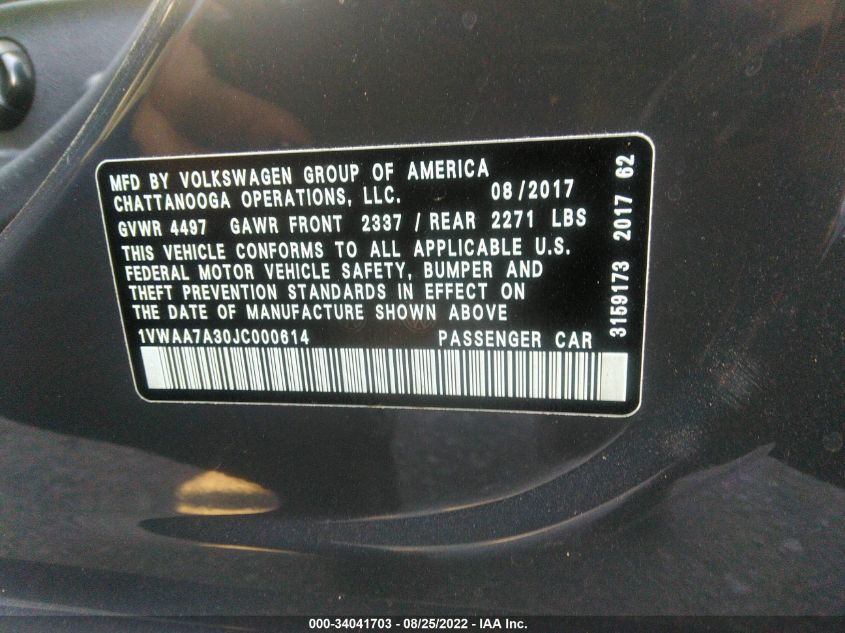 MFD BY VOLKSWAGEN GROUP OF AMERICA
CHATTANOOGA OPERATIONS, LLC. 08/2017
GVWR 4497 GAWR FRONT 2337 / REAR 2271 LBS
THIS VEHICLE CONFORMS TO ALL APPLICABLE U.S.
FEDERAL MOTOR VEHICLE SAFETY, BUMPER AND
THEFT PREVENTION STANDARDS IN EFFECT ON
THE DATE OF MANUFACTURE SHOWN ABOVE
1VWAA7A30JC000614 PASSENGER CAR
3159173 2017 62
000-34041703 - 08/25/2022 - IAA Inc.